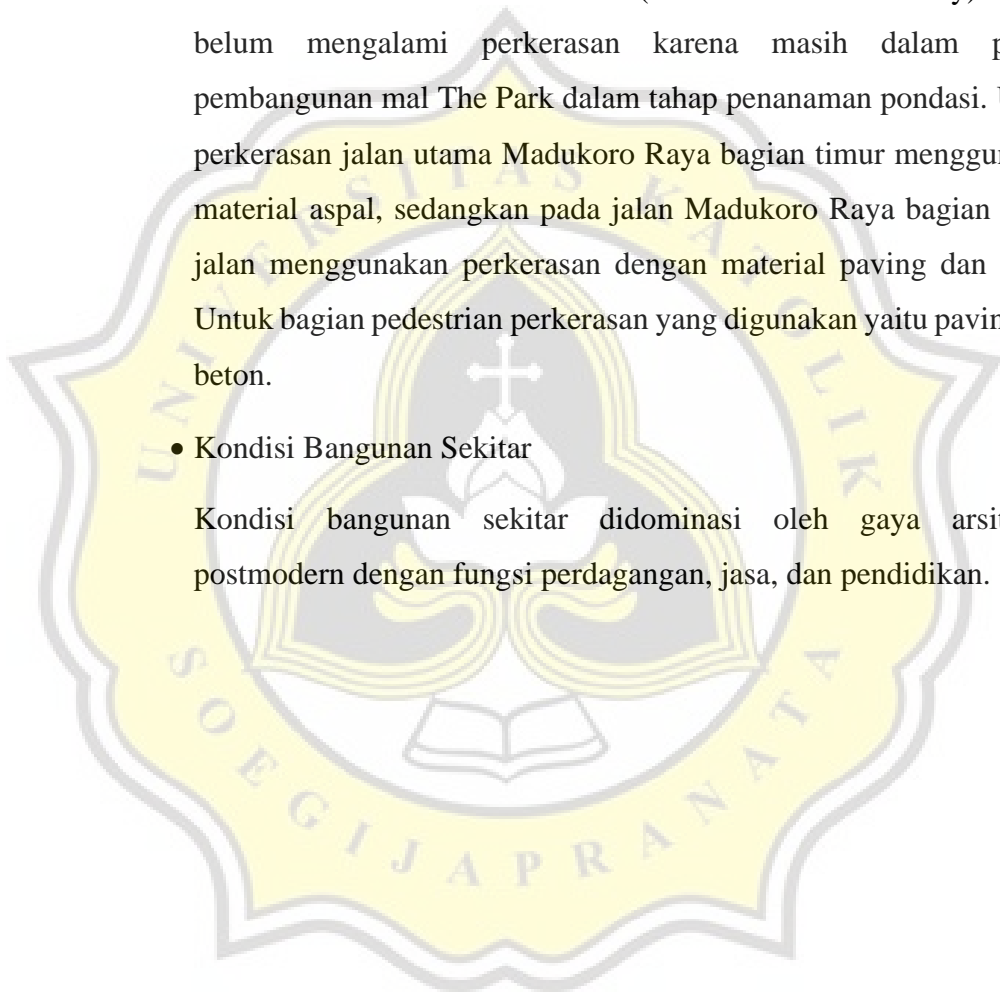 belum mengalami perkerasan karena masih dalam
pembangunan mal The Park dalam tahap penanaman pondasi.
perkerasan jalan utama Madukoro Raya bagian timur
material aspal, sedangkan pada jalan Madukoro Raya bagian
jalan menggunakan perkerasan dengan material paving dan
Untuk bagian pedestrian perkerasan yang digunakan yaitu
beton.
• Kondisi Bangunan Sekitar
Kondisi bangunan sekitar didominasi oleh gaya
postmodern dengan fungsi perdagangan, jasa, dan pendidikan.
UNIVERSITAS KATOLIK
SOEGIJAPRANATA